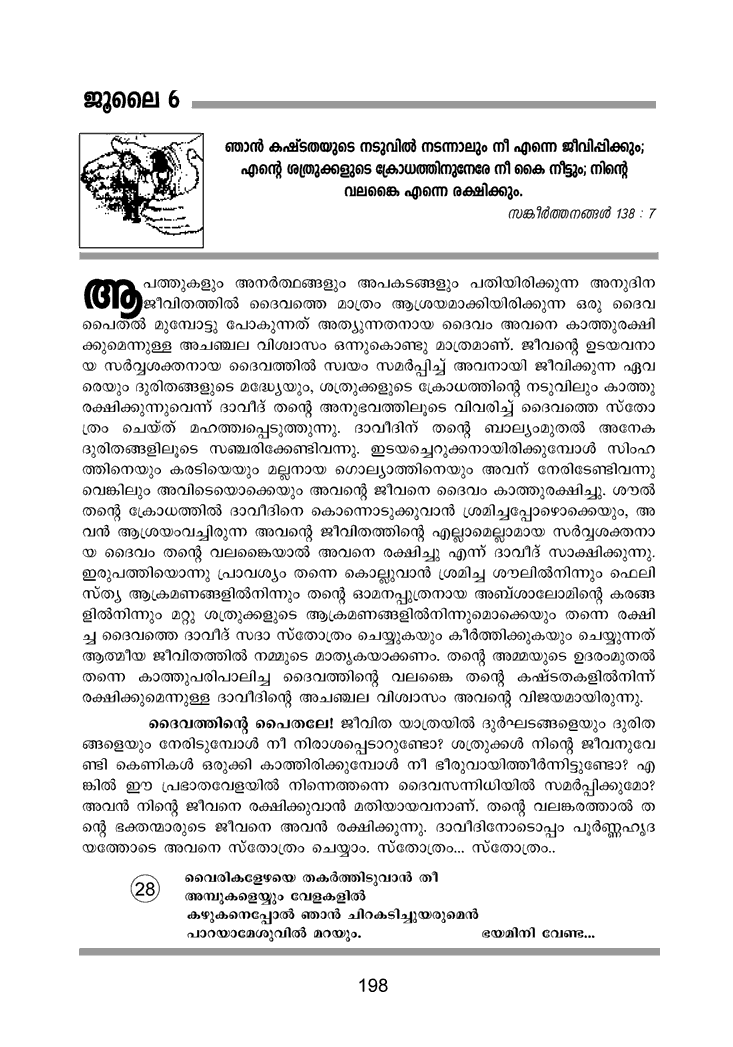 ജൂലൈ 6
ഞാൻ കഷ്ടതയുടെ നടുവിൽ നടന്നാലും നീ എന്നെ ജീവിപ്പിക്കും;
എന്റെ ശത്രുക്കളുടെ ക്രോധത്തിനുനേരേ നീ കൈ നീട്ടും; നിന്റെ
വലങ്കൈ എന്നെ രക്ഷിക്കും.
സങ്കീർത്തനങ്ങൾ 138 : 7
ആപത്തുകളും അനർത്ഥങ്ങളും അപകടങ്ങളും പതിയിരിക്കുന്ന അനുദിന
ജീവിതത്തിൽ ദൈവത്തെ മാത്രം ആശ്രയമാക്കിയിരിക്കുന്ന ഒരു ദൈവ
പൈതൽ മുമ്പോട്ടു പോകുന്നത് അത്യുന്നതനായ ദൈവം അവനെ കാത്തുരക്ഷി
ക്കുമെന്നുള്ള അചഞ്ചല വിശ്വാസം ഒന്നുകൊണ്ടു മാത്രമാണ്. ജീവന്റെ ഉടയവനാ
യ സർവ്വശക്തനായ ദൈവത്തിൽ സ്വയം സമർപ്പിച്ച് അവനായി ജീവിക്കുന്ന ഏവ
രെയും ദുരിതങ്ങളുടെ മദ്ധ്യേയും, ശത്രുക്കളുടെ ക്രോധത്തിന്റെ നടുവിലും കാത്തു
രക്ഷിക്കുന്നുവെന്ന് ദാവീദ് തന്റെ അനുഭവത്തിലൂടെ വിവരിച്ച് ദൈവത്തെ സ്തോ
ത്രം ചെയ്ത് മഹത്ത്വപ്പെടുത്തുന്നു. ദാവീദിന് തന്റെ ബാല്യംമുതൽ അനേക
ദുരിതങ്ങളിലൂടെ സഞ്ചരിക്കേണ്ടിവന്നു. ഇടയച്ചെറുക്കനായിരിക്കുമ്പോൾ സിംഹ
ത്തിനെയും കരടിയെയും മല്ലനായ ഗൊല്യാത്തിനെയും അവന് നേരിടേണ്ടിവന്നു
വെങ്കിലും അവിടെയൊക്കെയും അവന്റെ ജീവനെ ദൈവം കാത്തുരക്ഷിച്ചു. ശൗൽ
തന്റെ ക്രോധത്തിൽ ദാവീദിനെ കൊന്നൊടുക്കുവാൻ ശ്രമിച്ചപ്പോഴൊക്കെയും, അ
വൻ ആശ്രയംവച്ചിരുന്ന അവന്റെ ജീവിതത്തിന്റെ എല്ലാമെല്ലാമായ സർവ്വശക്തനാ
യ ദൈവം തന്റെ വലങ്കൈയാൽ അവനെ രക്ഷിച്ചു എന്ന് ദാവീദ് സാക്ഷിക്കുന്നു.
ഇരുപത്തിയൊന്നു പ്രാവശ്യം തന്നെ കൊല്ലുവാൻ ശ്രമിച്ച ശൗലിൽനിന്നും ഫെലി
സ്ത്യ ആക്രമണങ്ങളിൽനിന്നും തന്റെ ഓമനപ്പുത്രനായ അബ്ശാലോമിന്റെ കരങ്ങ
ളിൽനിന്നും മറ്റു ശത്രുക്കളുടെ ആക്രമണങ്ങളിൽനിന്നുമൊക്കെയും തന്നെ രക്ഷി
ച്ച ദൈവത്തെ ദാവീദ് സദാ സ്തോത്രം ചെയ്യുകയും കീർത്തിക്കുകയും ചെയ്യുന്നത്
ആത്മീയ ജീവിതത്തിൽ നമ്മുടെ മാതൃകയാക്കണം. തന്റെ അമ്മയുടെ ഉദരംമുതൽ
തന്നെ കാത്തുപരിപാലിച്ച ദൈവത്തിന്റെ വലങ്കൈ തന്റെ കഷ്ടതകളിൽനിന്ന്
രക്ഷിക്കുമെന്നുള്ള ദാവീദിന്റെ അചഞ്ചല വിശ്വാസം അവന്റെ വിജയമായിരുന്നു.
ദൈവത്തിന്റെ പൈതലേ! ജീവിത യാത്രയിൽ ദുർഘടങ്ങളെയും ദുരിത
ങ്ങളെയും നേരിടുമ്പോൾ നീ നിരാശപ്പെടാറുണ്ടോ? ശത്രുക്കൾ നിന്റെ ജീവനുവേ
ണ്ടി കെണികൾ ഒരുക്കി കാത്തിരിക്കുമ്പോൾ നീ ഭീരുവായിത്തീർന്നിട്ടുണ്ടോ? എ
ങ്കിൽ ഈ പ്രഭാതവേളയിൽ നിന്നെത്തന്നെ ദൈവസന്നിധിയിൽ സമർപ്പിക്കുമോ?
അവൻ നിന്റെ ജീവനെ രക്ഷിക്കുവാൻ മതിയായവനാണ്. തന്റെ വലങ്കരത്താൽ ത
ന്റെ ഭക്തന്മാരുടെ ജീവനെ അവൻ രക്ഷിക്കുന്നു. ദാവീദിനോടൊപ്പം പൂർണ്ണഹൃദ
യത്തോടെ അവനെ സ്തോത്രം ചെയ്യാം. സ്തോത്രം... സ്തോത്രം..
28 വൈരികളേഴയെ തകർത്തിടുവാൻ തീ
അമ്പുകളെയ്യും വേളകളിൽ
കഴുകനെപ്പോൽ ഞാൻ ചിറകടിച്ചുയരുമെൻ
പാറയാമേശുവിൽ മറയും. ഭയമിനി വേണ്ട...
198